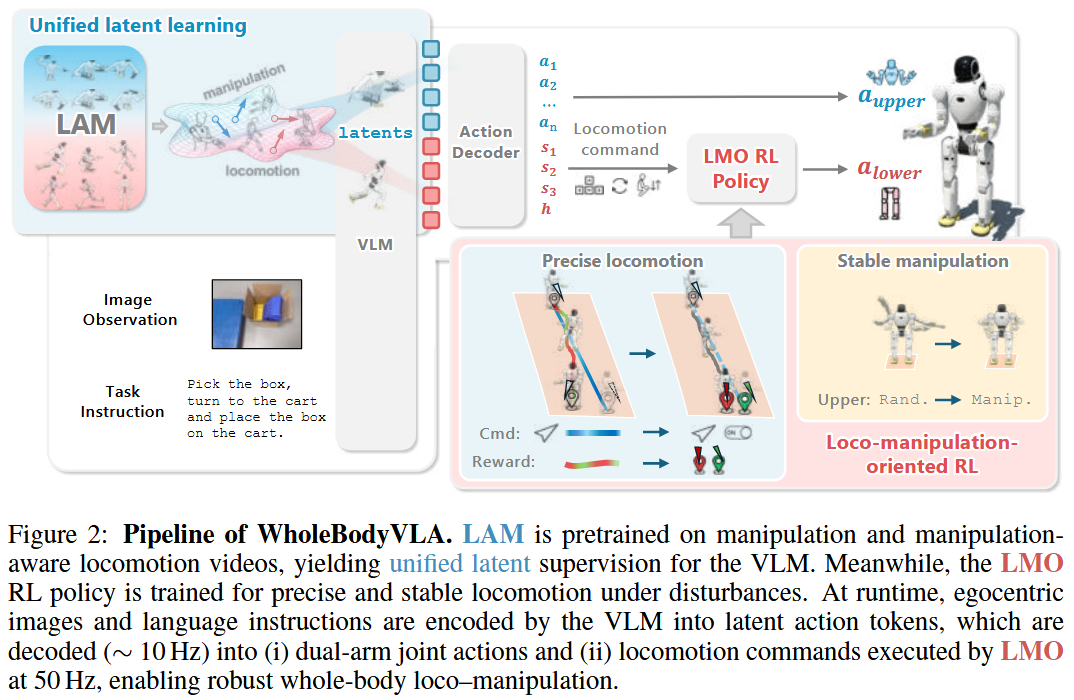 Unified latent learning
LAM
manipulation
locomotion
latents
VLM
Action
Decoder
a1
a2
...
an
s1
s2
s3
h
Locomotion
command
LMO RL
Policy
aupper
alower
Image
Observation
Task
Instruction
Pick the box,
turn to the cart
and place the box
on the cart.
Precise locomotion
Cmd:
ON
Reward:
Stable manipulation
Upper: Rand. Manip.
Loco-manipulation-
oriented RL
Figure 2: Pipeline of WholeBodyVLA. LAM is pretrained on manipulation and manipulation-
aware locomotion videos, yielding unified latent supervision for the VLM. Meanwhile, the LMO
RL policy is trained for precise and stable locomotion under disturbances. At runtime, egocentric
images and language instructions are encoded by the VLM into latent action tokens, which are
decoded (∼ 10 Hz) into (i) dual-arm joint actions and (ii) locomotion commands executed by LMO
at 50 Hz, enabling robust whole-body loco–manipulation.